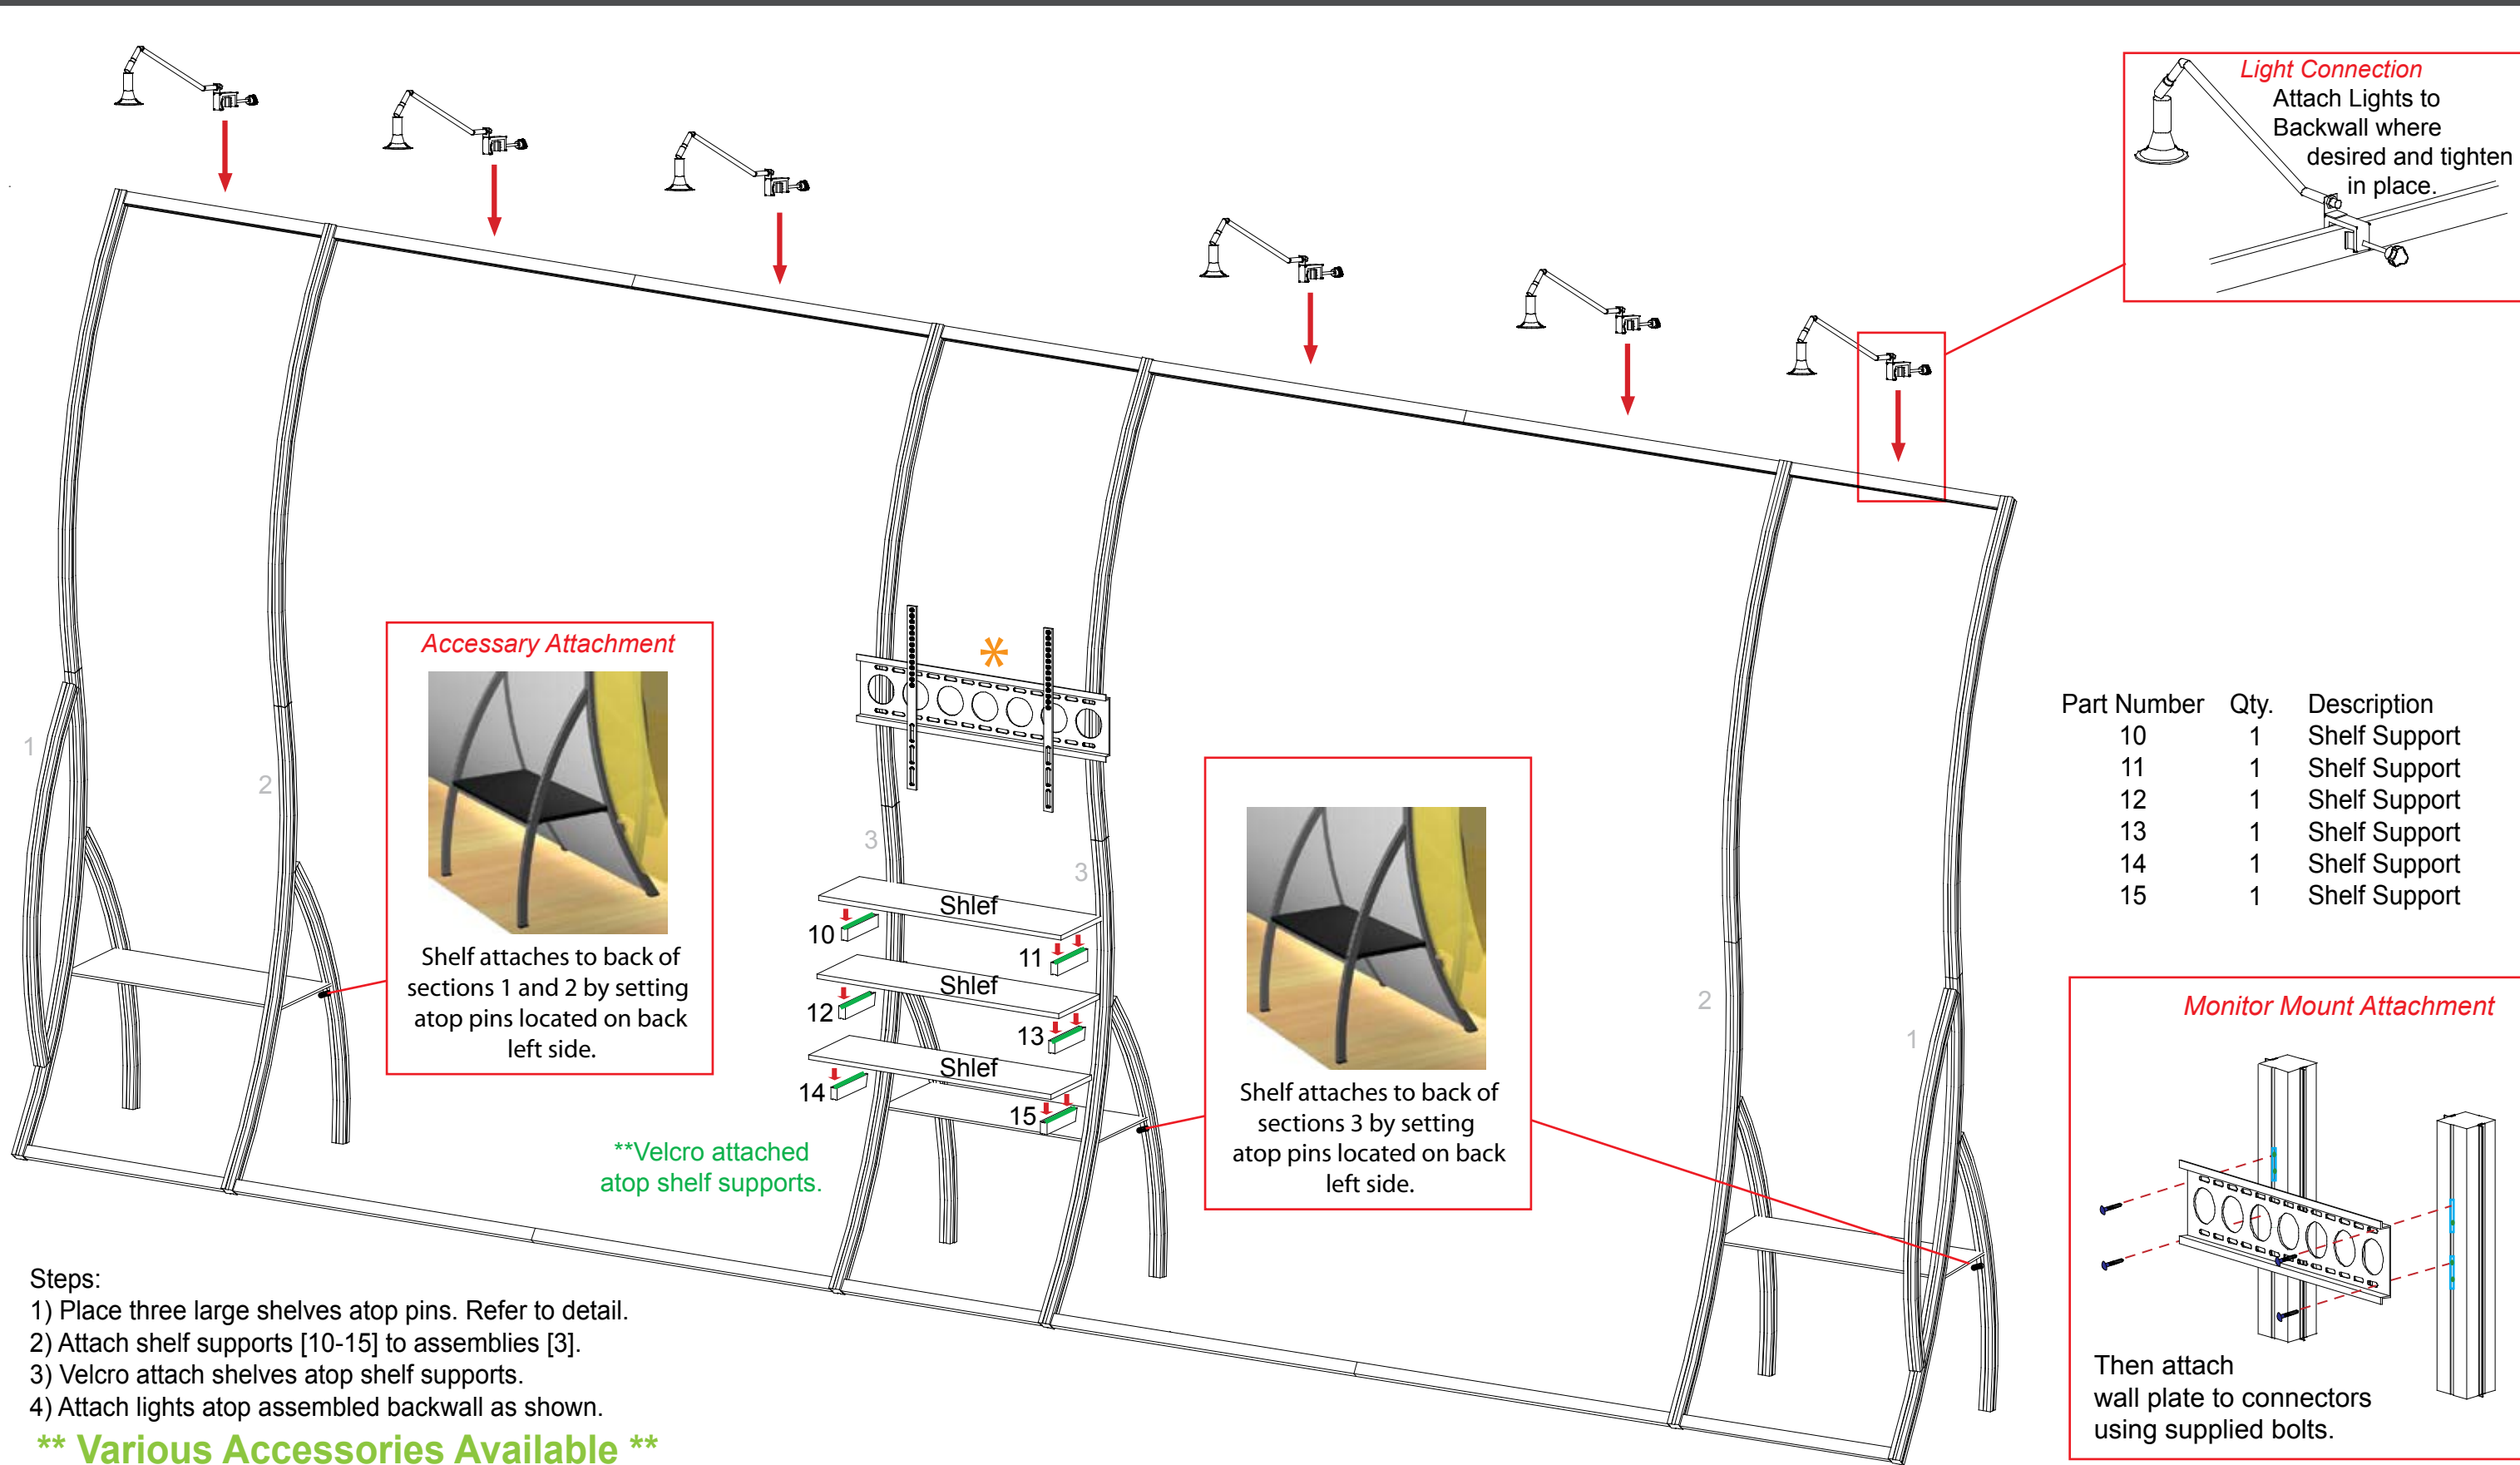 Light Connection
Attach Lights to
Backwall where
desired and tighten
in place.
Accessary Attachment
Shelf attaches to back of
sections 1 and 2 by setting
atop pins located on back
left side.
1
2
3
3
2
1
*
Shlef
10
11
Shlef
12
13
Shlef
14
15
**Velcro attached
atop shelf supports.
Shelf attaches to back of
sections 3 by setting
atop pins located on back
left side.
Part Number Qty. Description
10 1 Shelf Support
11 1 Shelf Support
12 1 Shelf Support
13 1 Shelf Support
14 1 Shelf Support
15 1 Shelf Support
Monitor Mount Attachment
Then attach
wall plate to connectors
using supplied bolts.
Steps:
1) Place three large shelves atop pins. Refer to detail.
2) Attach shelf supports [10-15] to assemblies [3].
3) Velcro attach shelves atop shelf supports.
4) Attach lights atop assembled backwall as shown.
** Various Accessories Available **